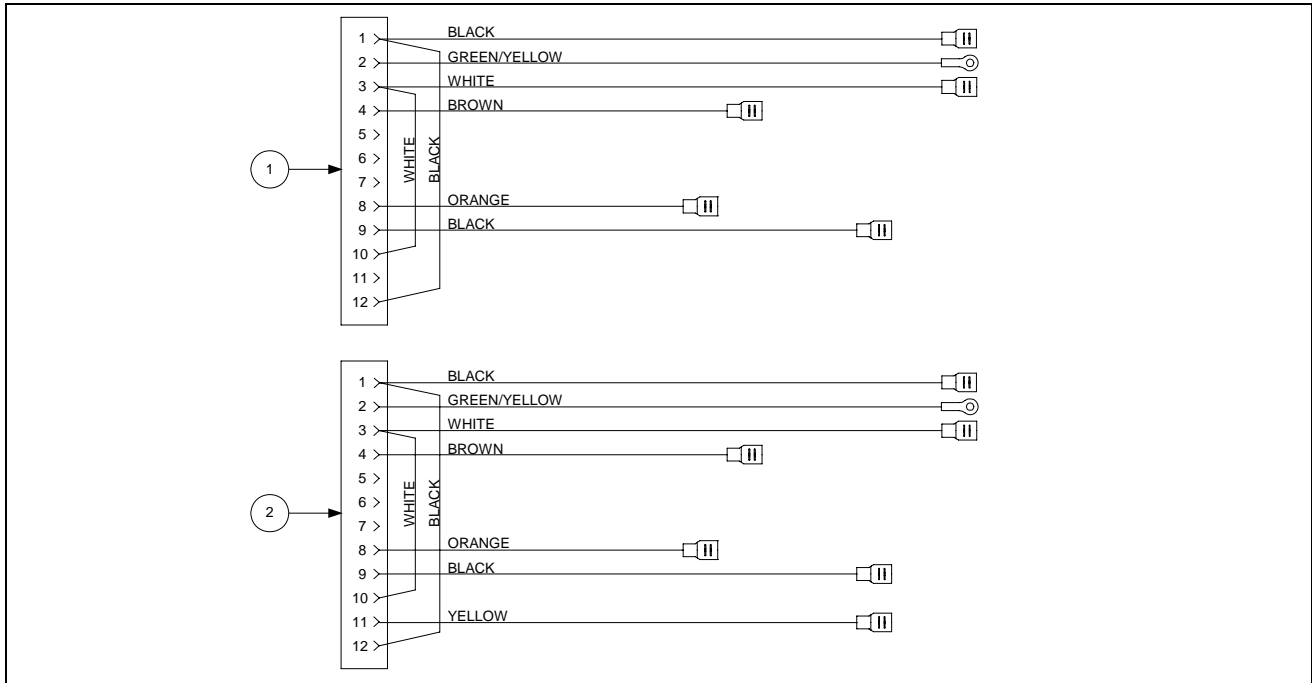 1 BLACK
2 GREEN/YELLOW
3 WHITE
4 BROWN
5
6
7
8 ORANGE
9 BLACK
10
11
12
WHITE
BLACK
1
1 BLACK
2 GREEN/YELLOW
3 WHITE
4 BROWN
5
6
7
8 ORANGE
9 BLACK
10
11 YELLOW
12
WHITE
BLACK
2